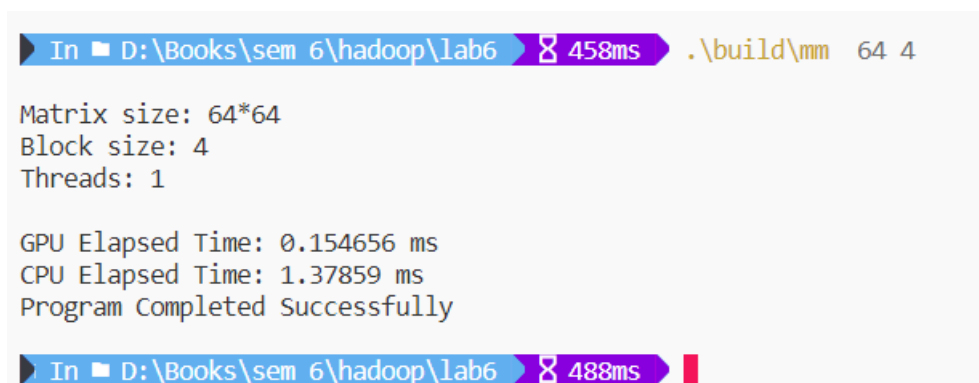 In D:\Books\sem 6\hadoop\lab6 458ms .\build\mm 64 4
Matrix size: 64*64
Block size: 4
Threads: 1
GPU Elapsed Time: 0.154656 ms
CPU Elapsed Time: 1.37859 ms
Program Completed Successfully
In D:\Books\sem 6\hadoop\lab6 488ms